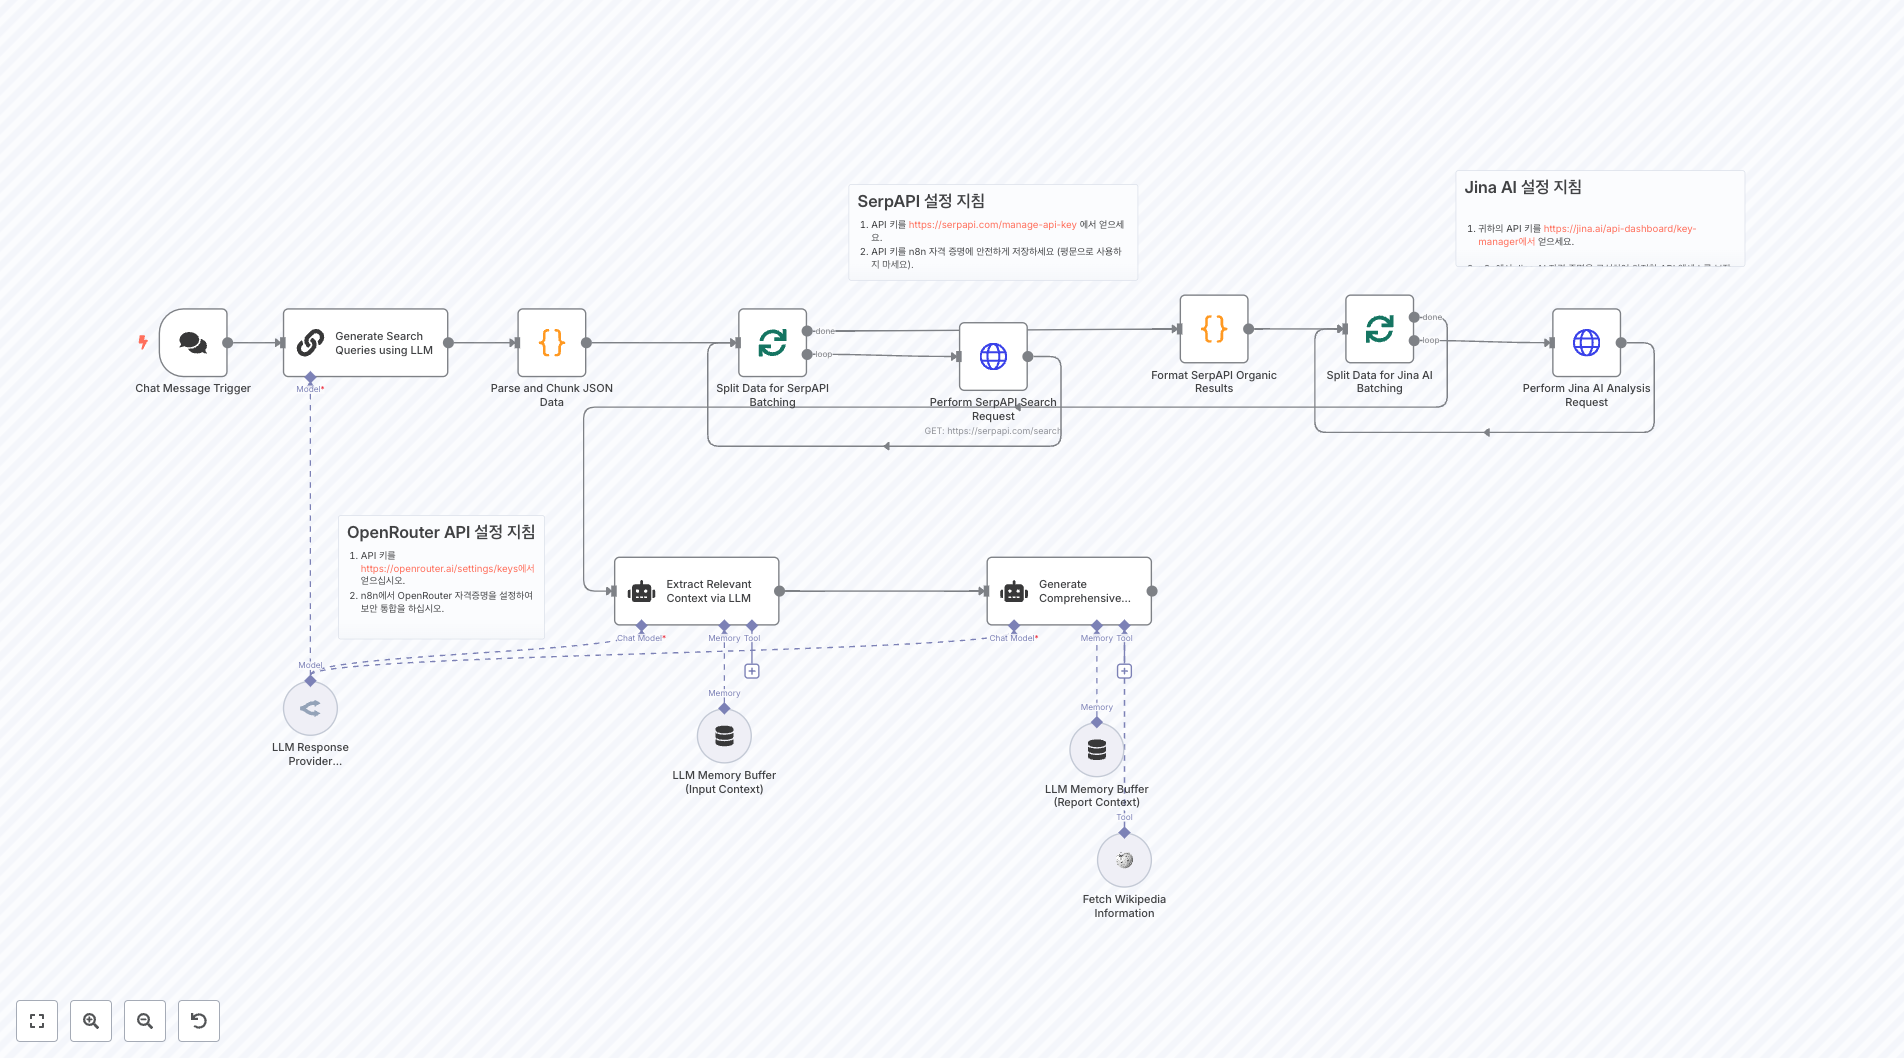 SerpAPI 설정 지침
1. API 키를 https://serpapi.com/manage-api-key 에서 얻으세
요.
2. API 키를 n8n 자격 증명에 안전하게 저장하세요 (평문으로 사용하
지 마세요).
Jina AI 설정 지침
1. 귀하의 API 키를 https://jina.ai/api-dashboard/key-
manager에서 얻으세요.
Chat Message Trigger
Generate Search
Queries using LLM
Model*
Parse and Chunk JSON
Data
done
loop
Split Data for SerpAPI
Batching
Perform SerpAPI Search
Request
GET: https://serpapi.com/search
Format SerpAPI Organic
Results
done
loop
Split Data for Jina AI
Batching
Perform Jina AI Analysis
Request
OpenRouter API 설정 지침
1. API 키를
https://openrouter.ai/settings/keys에서
얻으십시오.
2. n8n에서 OpenRouter 자격증명을 설정하여
보안 통합을 하십시오.
Extract Relevant
Context via LLM
Chat Model*
Memory
Tool
Generate
Comprehensive...
Chat Model*
Memory
Tool
Model
LLM Response
Provider...
Memory
LLM Memory Buffer
(Input Context)
Memory
LLM Memory Buffer
(Report Context)
Tool
Fetch Wikipedia
Information